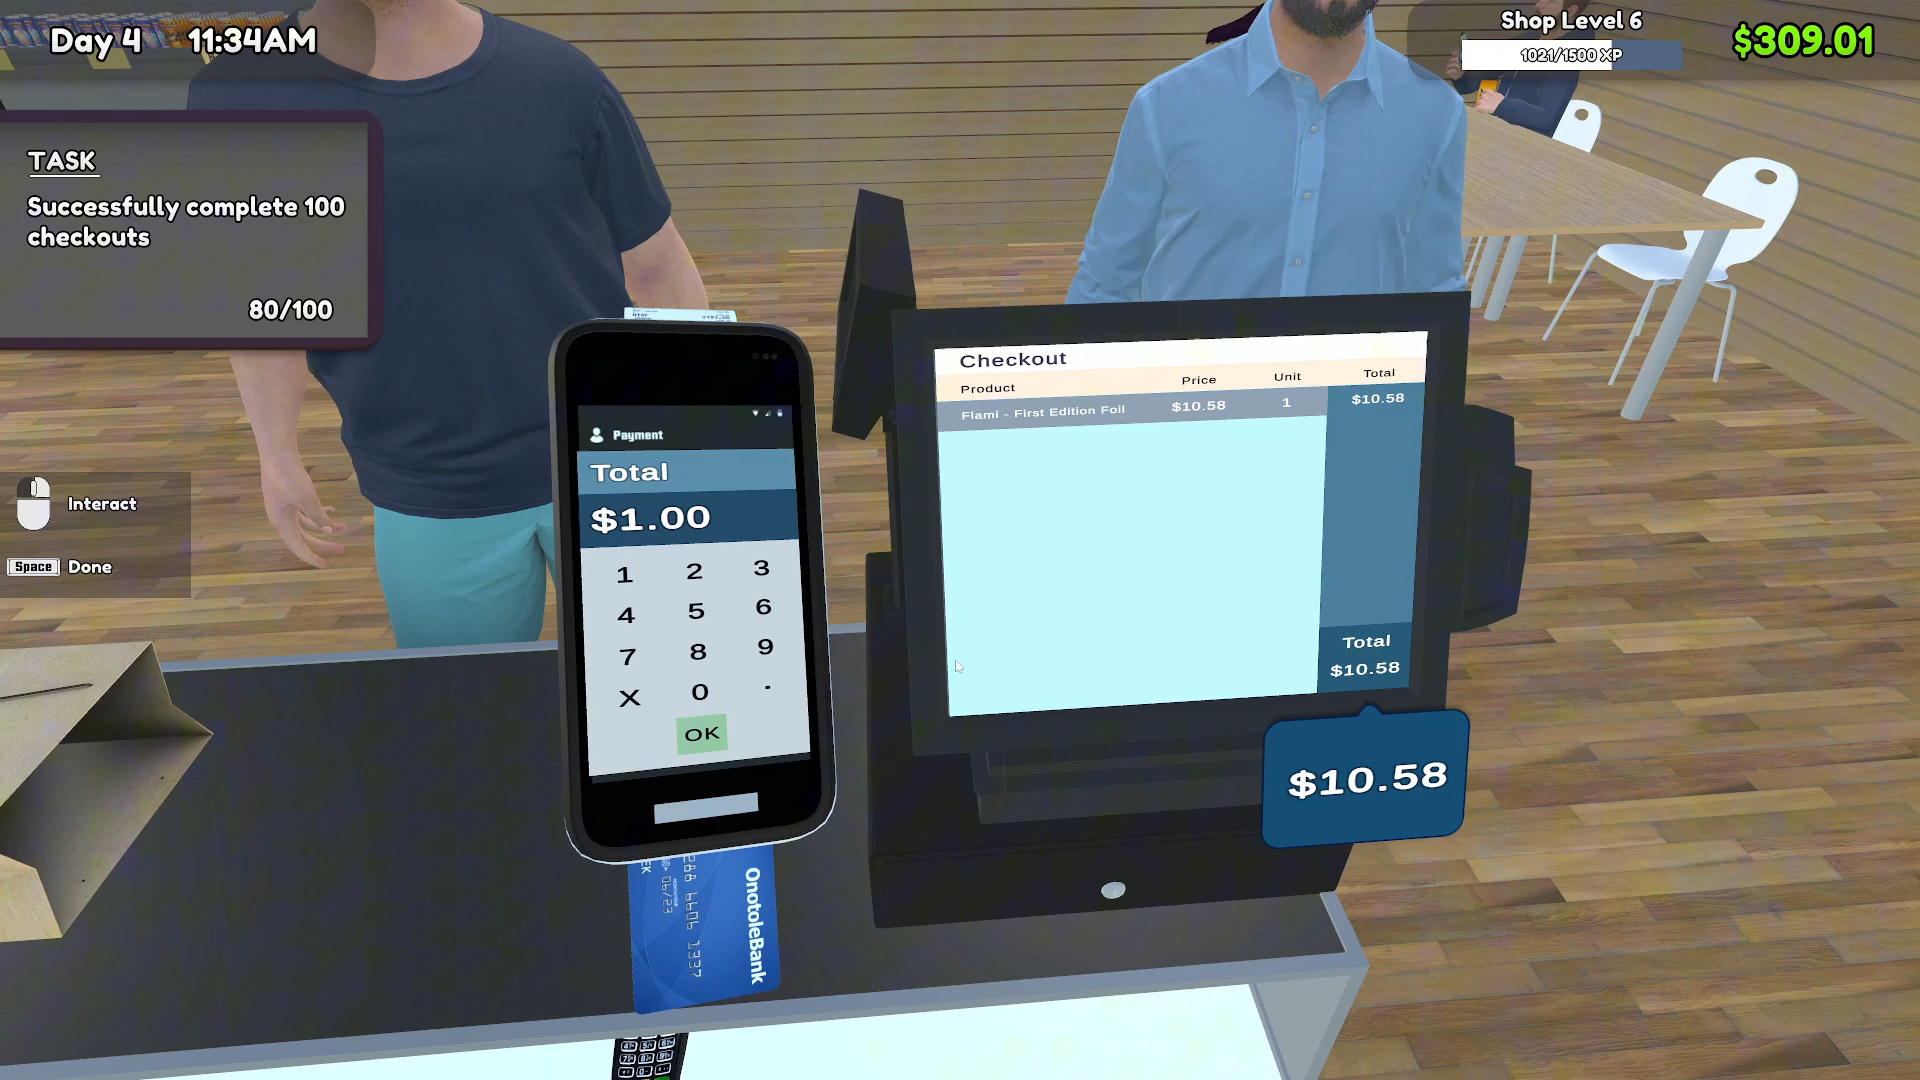 Day 4 11:34AM
Shop Level 6
1021/1500 XP
$309.01
TASK
Successfully complete 100
checkouts
80/100
Interact
Space Done
Payment
Total
$1.00
1 2 3
4 5 6
7 8 9
X 0 .
OK
Checkout
Product Price Unit Total
Flami - First Edition Foil $10.58 1 $10.58
Total
$10.58
$10.58
OnotoleBank